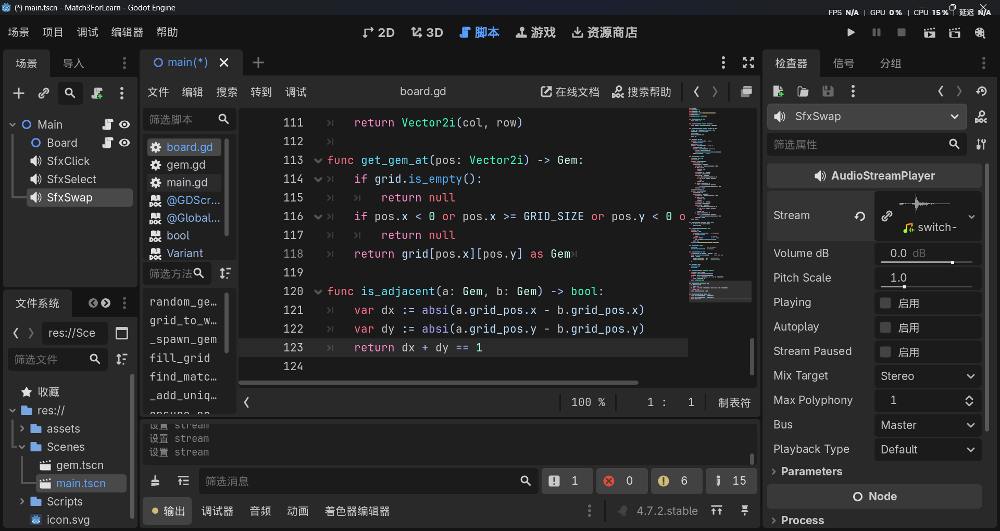 (*) main.tscn - Match3ForLearn - Godot Engine
FPS N/A | GPU 0% | CPU 15% | 延迟 N/A
场景 项目 调试 编辑器 帮助
2D 3D 脚本 游戏 资源商店
场景 导入
Main
Board
SfxClick
SfxSelect
SfxSwap
文件系统
res://Sce
筛选文件
收藏
res://
assets
Scenes
gem.tscn
main.tscn
Scripts
icon.svg
main(*)
文件 编辑 搜索 转到 调试
board.gd
在线文档 搜索帮助
筛选脚本
board.gd
gem.gd
main.gd
@GDScr...
@Global...
bool
Variant
筛选方法
random_ge...
grid_to_w...
_spawn_gem
fill_grid
find_matc...
_add_uniq...
111 return Vector2i(col, row)
112
113 func get_gem_at(pos: Vector2i) -> Gem:
114 if grid.is_empty():
115 return null
116 if pos.x < 0 or pos.x >= GRID_SIZE or pos.y < 0 o
117 return null
118 return grid[pos.x][pos.y] as Gem
119
120 func is_adjacent(a: Gem, b: Gem) -> bool:
121 var dx := absi(a.grid_pos.x - b.grid_pos.x)
122 var dy := absi(a.grid_pos.y - b.grid_pos.y)
123 return dx + dy == 1
124
100 % 1 : 1 制表符
设置 stream
设置 stream
设置 stream
筛选消息
1 0 6 15
输出 调试器 音频 动画 着色器编辑器
4.7.2.stable
检查器 信号 分组
SfxSwap
DOC
筛选属性
AudioStreamPlayer
Stream switch-
Volume dB 0.0 dB
Pitch Scale 1.0
Playing 启用
Autoplay 启用
Stream Paused 启用
Mix Target Stereo
Max Polyphony 1
Bus Master
Playback Type Default
Parameters
Node
Process